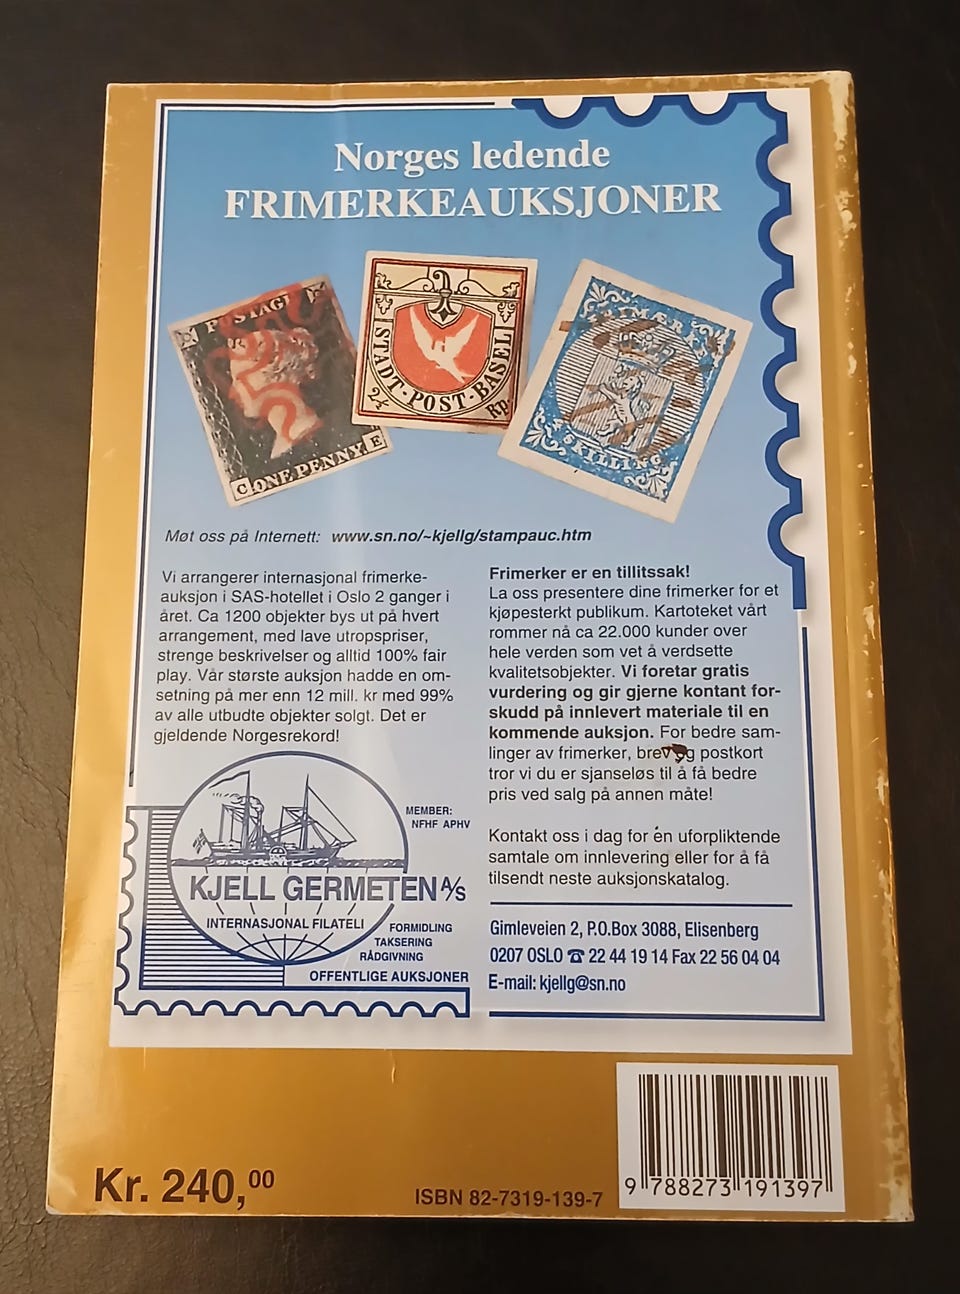 Norges ledende
FRIMERKEAUKSJONER
POSTAGE
C ONE PENNY E
STADT·POST·BASEL
2½ Rp
FRIMÆRKE
4 SKILLING
Møt oss på Internett: www.sn.no/~kjellg/stampauc.htm
Vi arrangerer internasjonal frimerke-
auksjon i SAS-hotellet i Oslo 2 ganger i
året. Ca 1200 objekter bys ut på hvert
arrangement, med lave utropspriser,
strenge beskrivelser og alltid 100% fair
play. Vår største auksjon hadde en om-
setning på mer enn 12 mill. kr med 99%
av alle utbudte objekter solgt. Det er
gjeldende Norgesrekord!
Frimerker er en tillitssak!
La oss presentere dine frimerker for et
kjøpesterkt publikum. Kartoteket vårt
rommer nå ca 22.000 kunder over
hele verden som vet å verdsette
kvalitetsobjekter. Vi foretar gratis
vurdering og gir gjerne kontant for-
skudd på innlevert materiale til en
kommende auksjon. For bedre sam-
linger av frimerker, brev og postkort
tror vi du er sjanseløs til å få bedre
pris ved salg på annen måte!
Kontakt oss i dag for én uforpliktende
samtale om innlevering eller for å få
tilsendt neste auksjonskatalog.
MEMBER:
NFHF APHV
KJELL GERMETEN A/S
INTERNASJONAL FILATELI
FORMIDLING
TAKSERING
RÅDGIVNING
OFFENTLIGE AUKSJONER
Gimleveien 2, P.O.Box 3088, Elisenberg
0207 OSLO ☎ 22 44 19 14 Fax 22 56 04 04
E-mail: kjellg@sn.no
Kr. 240,00
ISBN 82-7319-139-7
9 788273 191397